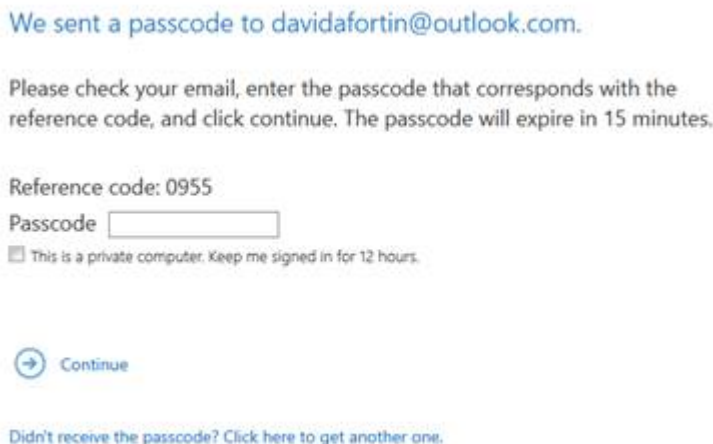 We sent a passcode to davidafortin@outlook.com.
Please check your email, enter the passcode that corresponds with the
reference code, and click continue. The passcode will expire in 15 minutes.
Reference code: 0955
Passcode
This is a private computer. Keep me signed in for 12 hours.
Continue
Didn't receive the passcode? Click here to get another one.